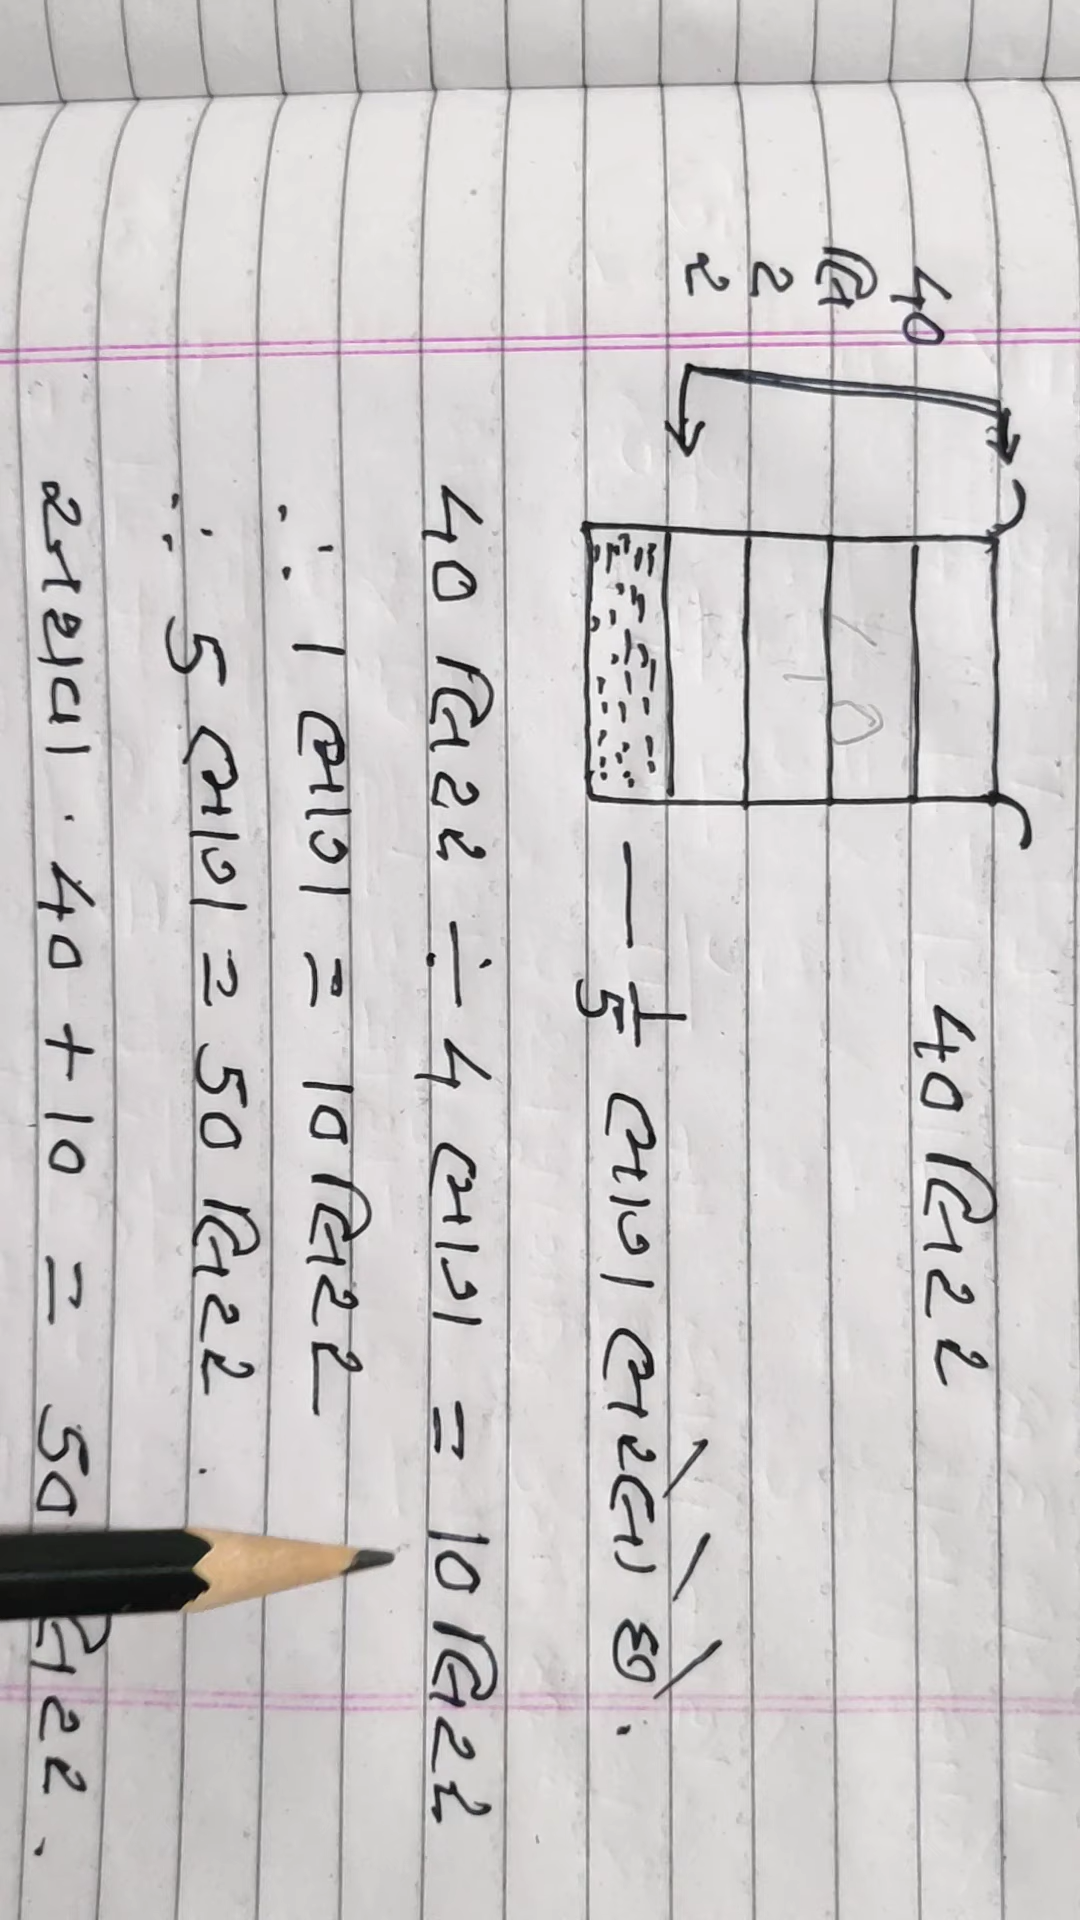 40 લિટર
40
લિ
ટ
ર
— 1/5 ભાગ ભરેલો છે.
40 લિટર ÷ 4 ભાગ = 10 લિટર
∴ 1 ભાગ = 10 લિટર
∴ 5 ભાગ = 50 લિટર.
અથવા . 40 + 10 = 50 લિટર.